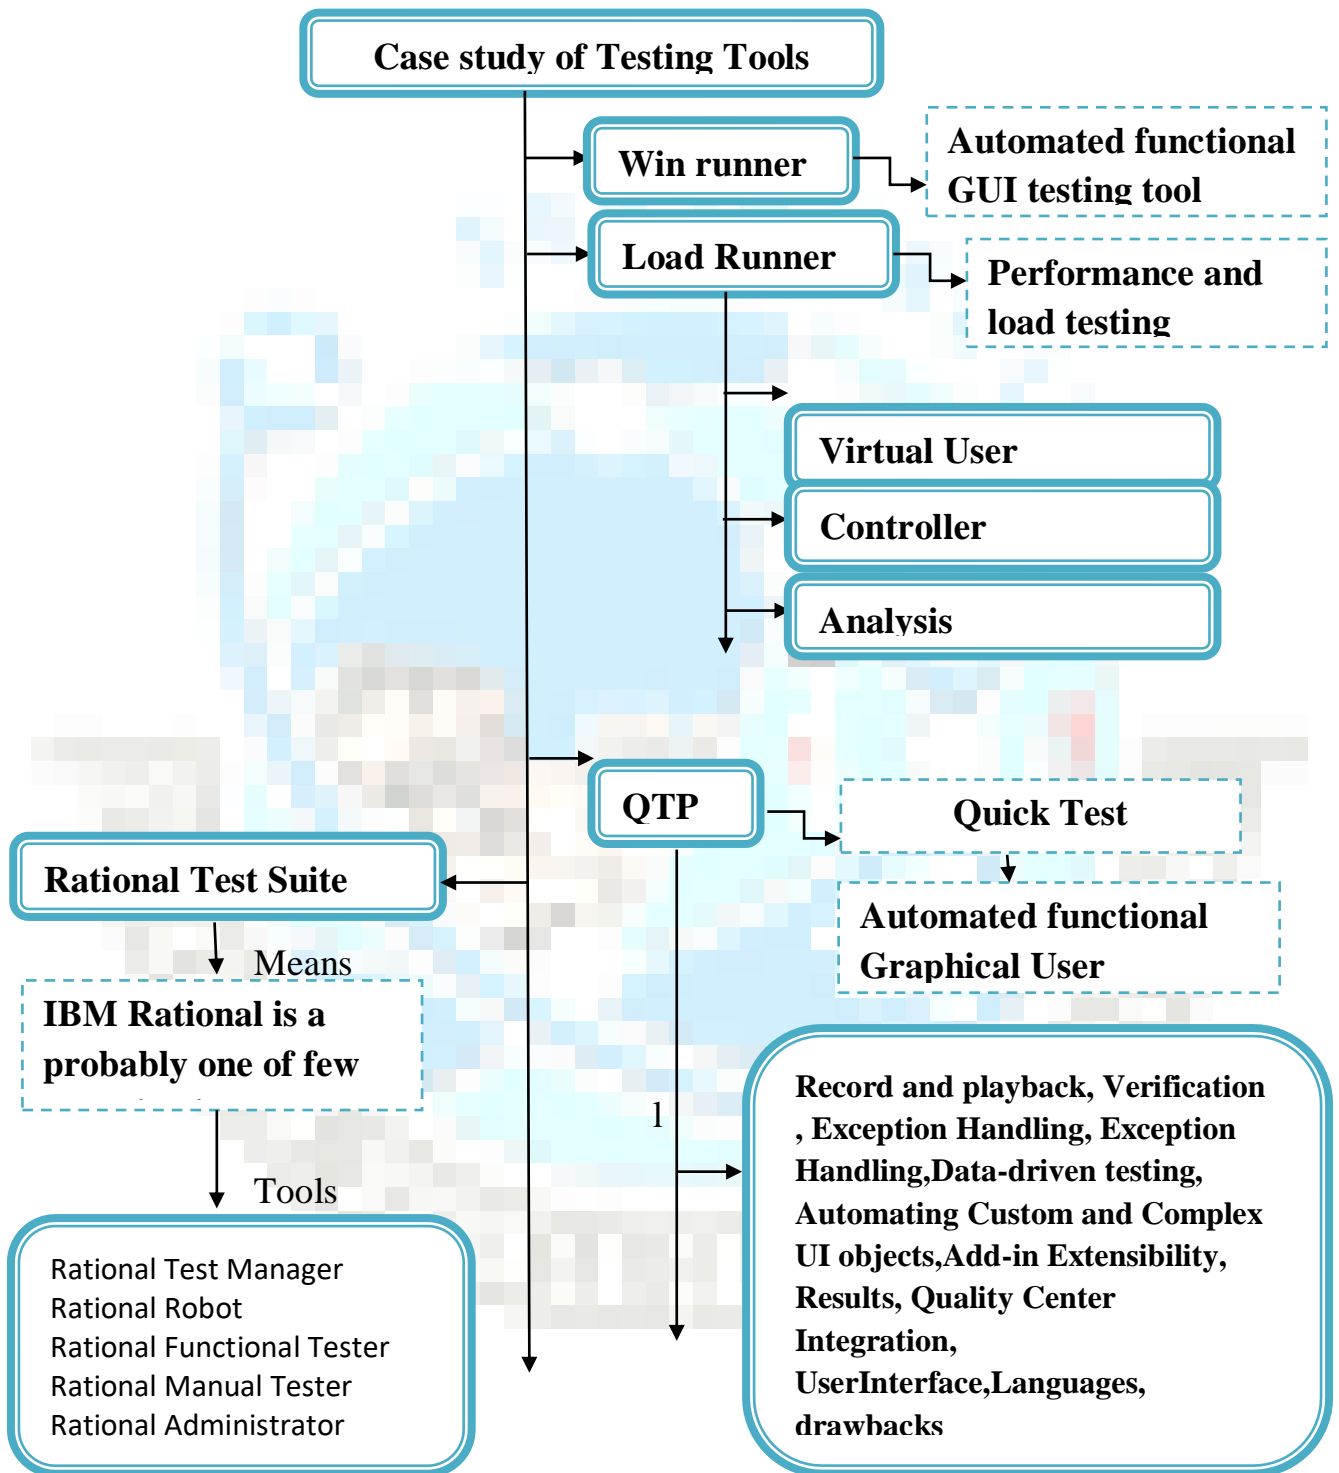 Case study of Testing Tools
Win runner
Automated functional
GUI testing tool
Load Runner
Performance and
load testing
Virtual User
Controller
Analysis
QTP
Quick Test
Automated functional
Graphical User
Rational Test Suite
Means
IBM Rational is a
probably one of few
Tools
Rational Test Manager
Rational Robot
Rational Functional Tester
Rational Manual Tester
Rational Administrator
l
Record and playback, Verification
, Exception Handling, Exception
Handling,Data-driven testing,
Automating Custom and Complex
UI objects,Add-in Extensibility,
Results, Quality Center
Integration,
UserInterface,Languages,
drawbacks